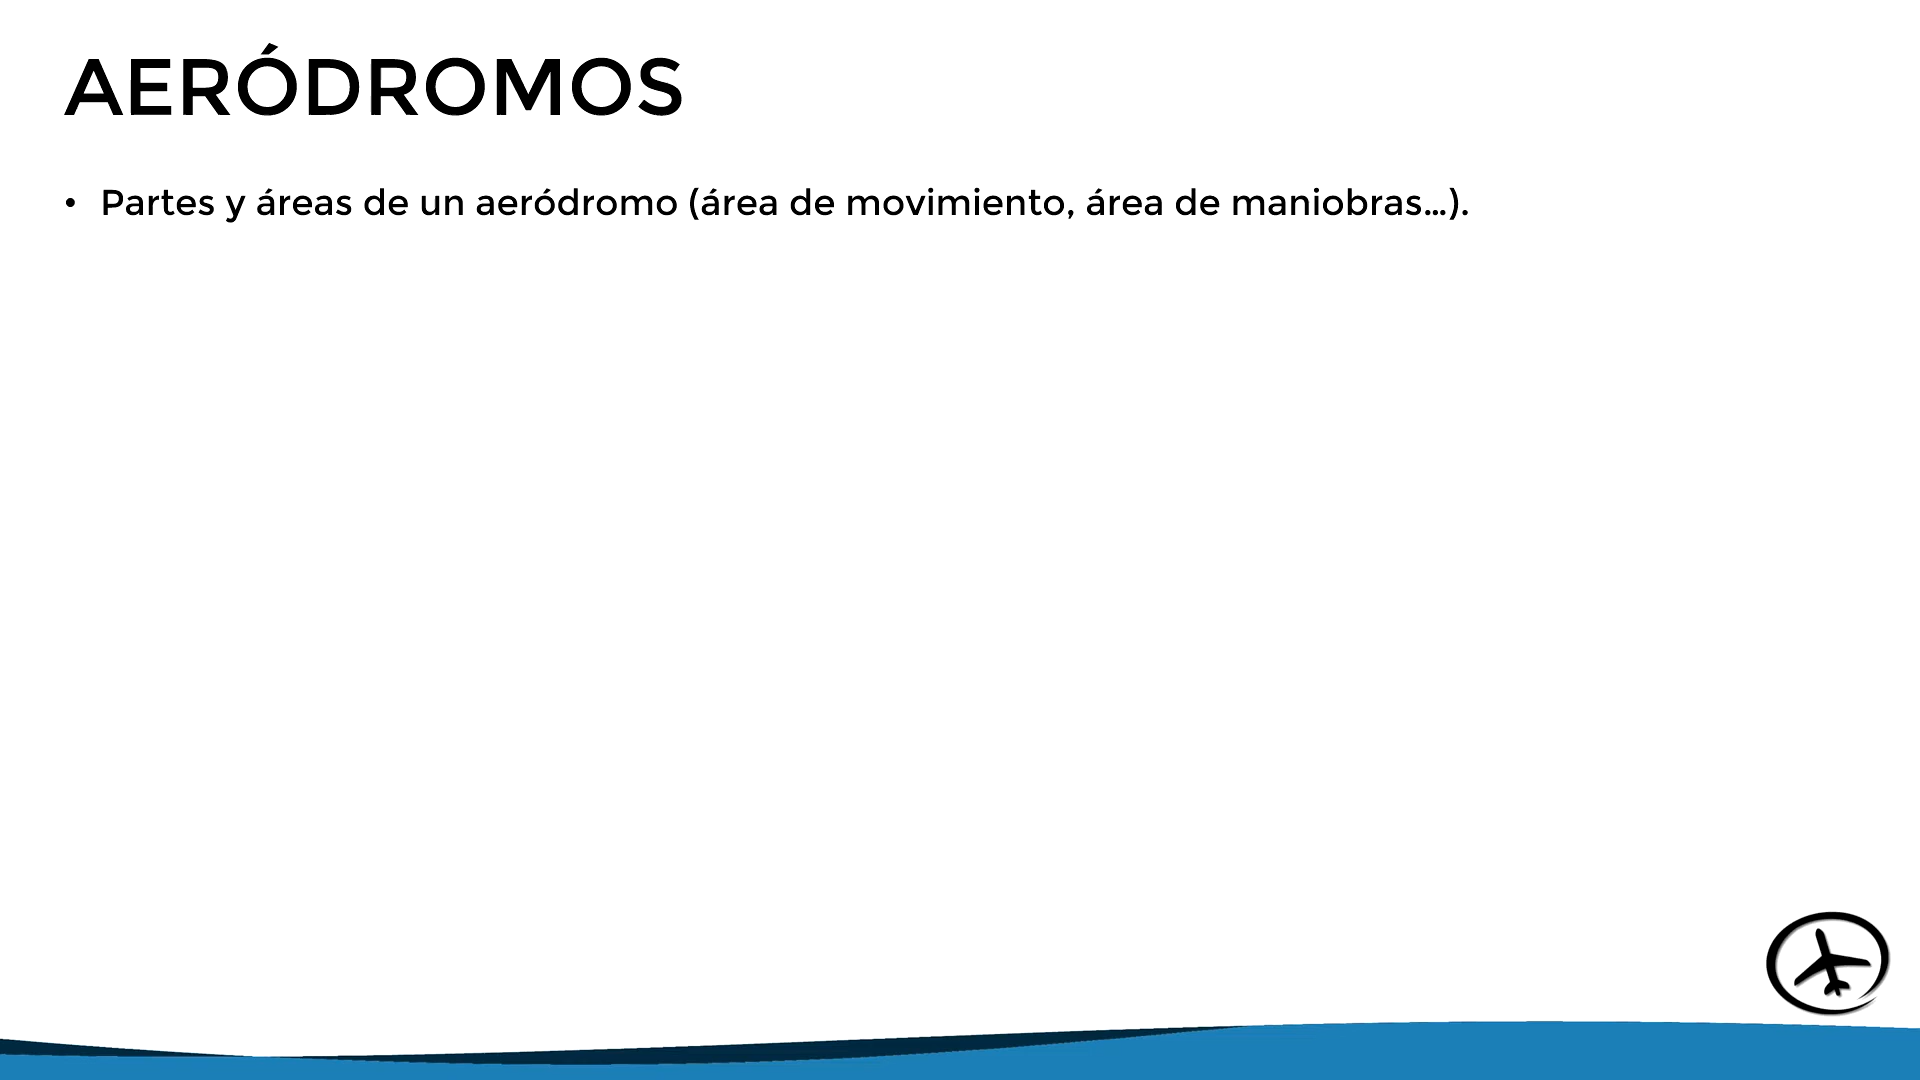 AERÓDROMOS
• Partes y áreas de un aeródromo (área de movimiento, área de maniobras...).